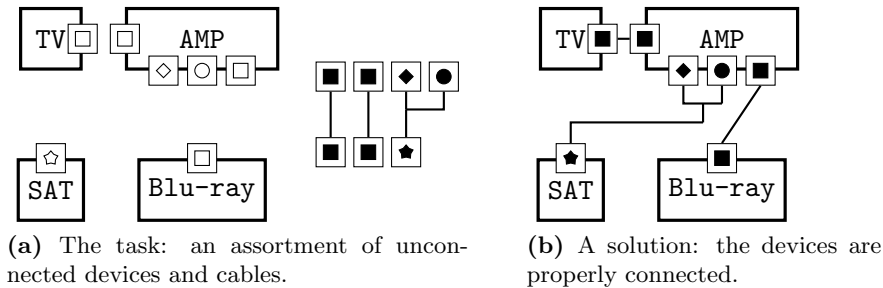 TV AMP
SAT Blu-ray
(a) The task: an assortment of uncon-
nected devices and cables.
TV AMP
SAT Blu-ray
(b) A solution: the devices are
properly connected.